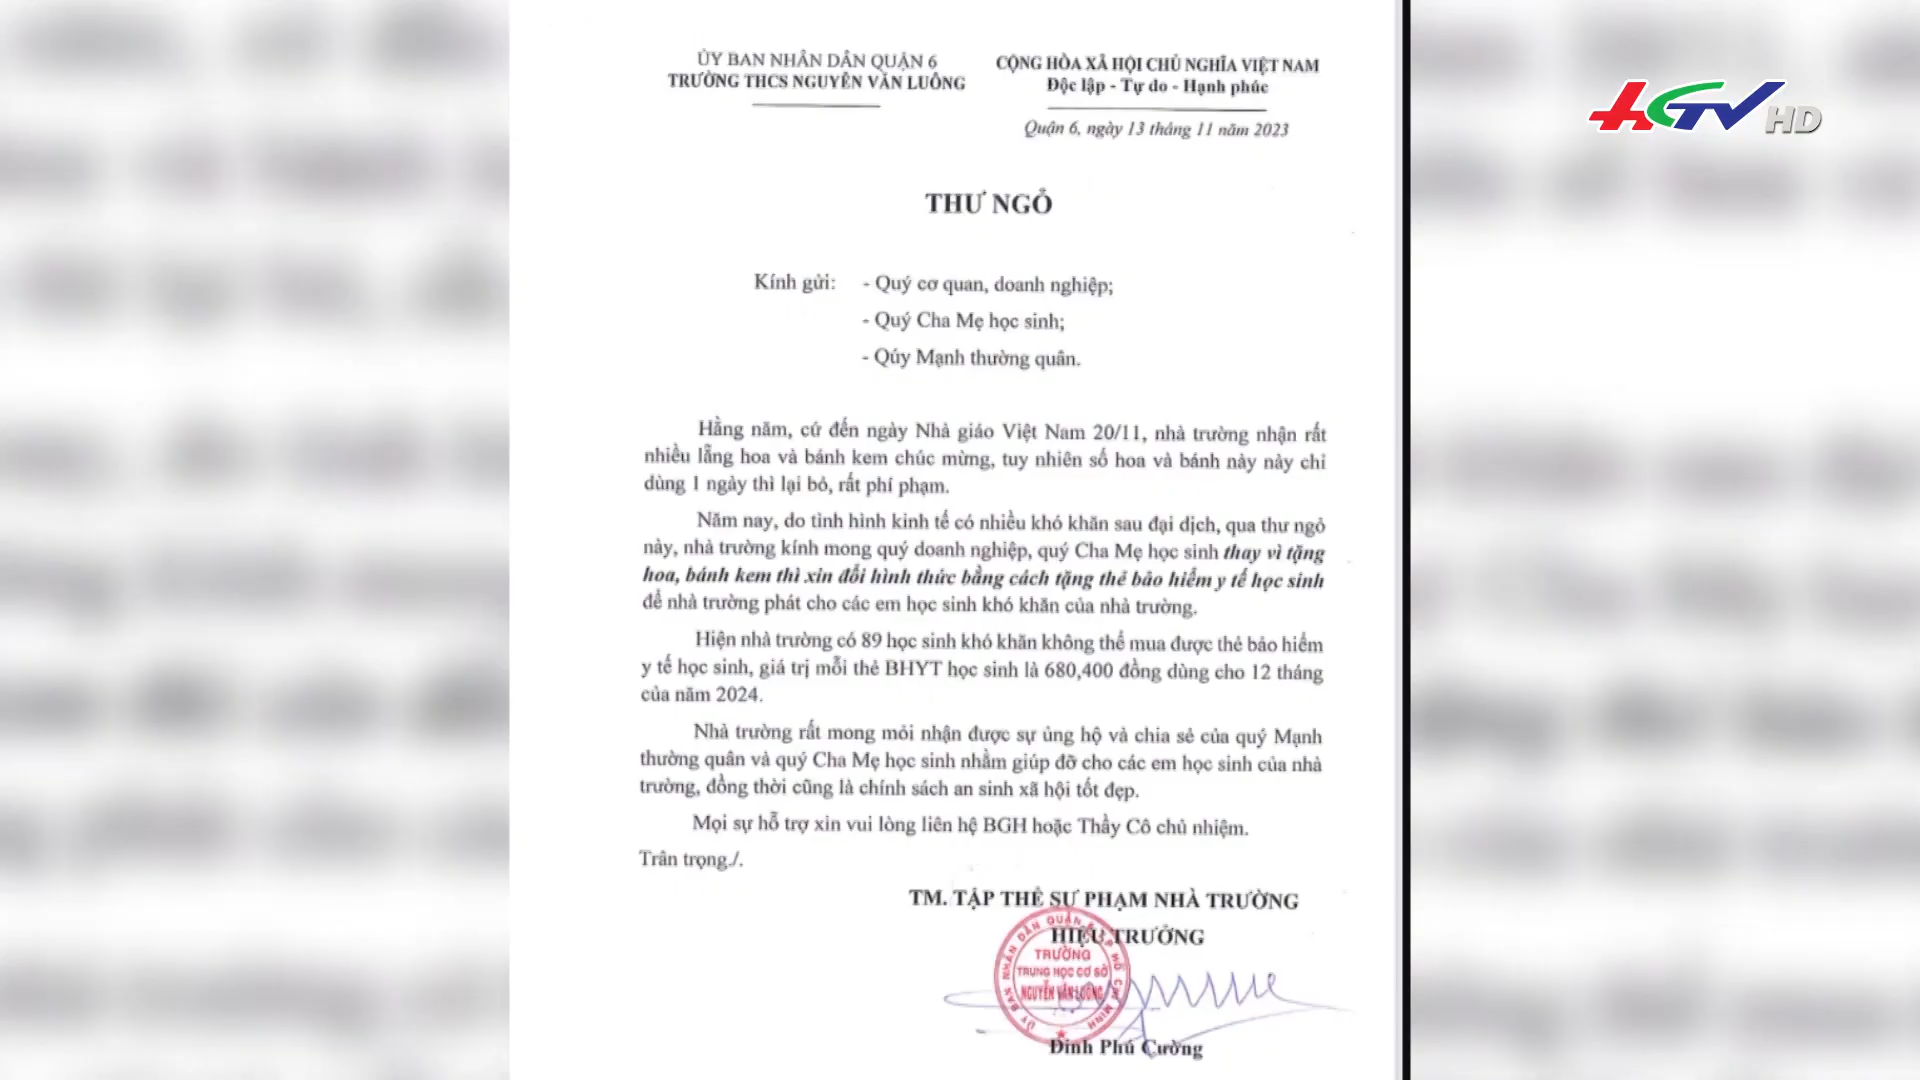 ỦY BAN NHÂN DÂN QUẬN 6
TRƯỜNG THCS NGUYỄN VĂN LUÔNG
CỘNG HÒA XÃ HỘI CHỦ NGHĨA VIỆT NAM
Độc lập - Tự do - Hạnh phúc
Quận 6, ngày 13 tháng 11 năm 2023
HGTV HD
THƯ NGỎ
Kính gửi: - Quý cơ quan, doanh nghiệp;
- Quý Cha Mẹ học sinh;
- Qúy Mạnh thường quân.
Hằng năm, cứ đến ngày Nhà giáo Việt Nam 20/11, nhà trường nhận rất
nhiều lẵng hoa và bánh kem chúc mừng, tuy nhiên số hoa và bánh này này chỉ
dùng 1 ngày thì lại bỏ, rất phí phạm.
Năm nay, do tình hình kinh tế có nhiều khó khăn sau đại dịch, qua thư ngỏ
này, nhà trường kính mong quý doanh nghiệp, quý Cha Mẹ học sinh thay vì tặng
hoa, bánh kem thì xin đổi hình thức bằng cách tặng thẻ bảo hiểm y tế học sinh
để nhà trường phát cho các em học sinh khó khăn của nhà trường.
Hiện nhà trường có 89 học sinh khó khăn không thể mua được thẻ bảo hiểm
y tế học sinh, giá trị mỗi thẻ BHYT học sinh là 680,400 đồng dùng cho 12 tháng
của năm 2024.
Nhà trường rất mong mỏi nhận được sự ủng hộ và chia sẻ của quý Mạnh
thường quân và quý Cha Mẹ học sinh nhằm giúp đỡ cho các em học sinh của nhà
trường, đồng thời cũng là chính sách an sinh xã hội tốt đẹp.
Mọi sự hỗ trợ xin vui lòng liên hệ BGH hoặc Thầy Cô chủ nhiệm.
Trân trọng./.
TM. TẬP THỂ SƯ PHẠM NHÀ TRƯỜNG
HIỆU TRƯỞNG
ỦY BAN NHÂN DÂN QUẬN 6 T.P HỒ CHÍ MINH
TRƯỜNG
TRUNG HỌC CƠ SỞ
NGUYỄN VĂN LUÔNG
Đinh Phú Cường